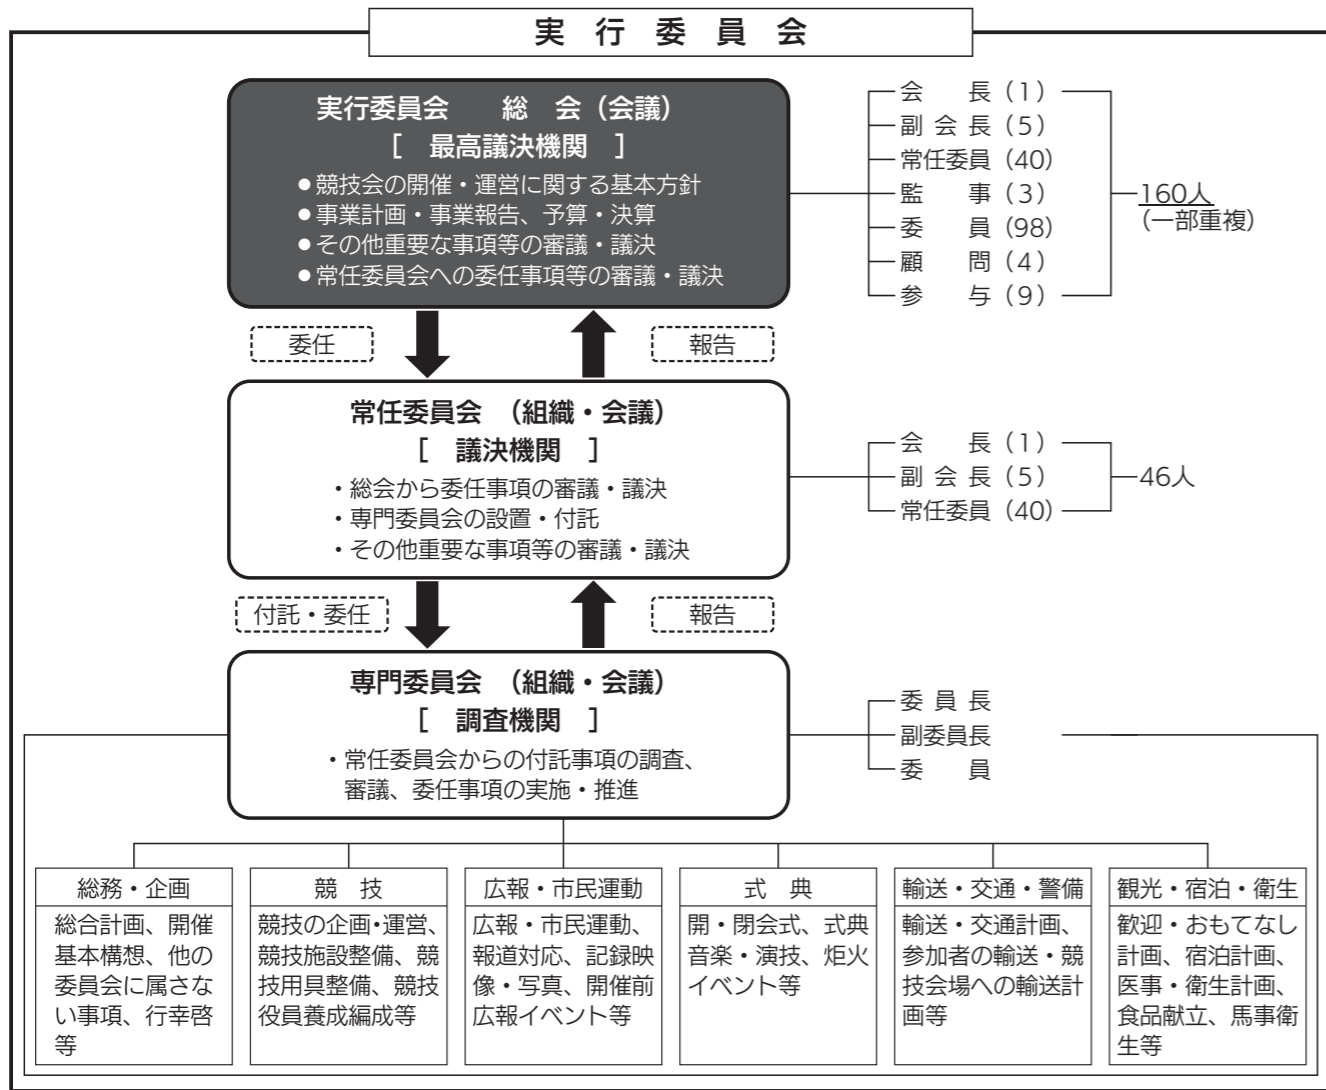 実行委員会
実行委員会　総　会（会議）
［　最高議決機関　］
●競技会の開催・運営に関する基本方針
●事業計画・事業報告、予算・決算
●その他重要な事項等の審議・議決
●常任委員会への委任事項等の審議・議決
会　長（1）
副会長（5）
常任委員（40）
監　事（3）
委　員（98）
顧　問（4）
参　与（9）
160人
（一部重複）
委任
報告
常任委員会　（組織・会議）
［　議決機関　］
・総会から委任事項の審議・議決
・専門委員会の設置・付託
・その他重要な事項等の審議・議決
会　長（1）
副会長（5）
常任委員（40）
46人
付託・委任
報告
専門委員会　（組織・会議）
［　調査機関　］
・常任委員会からの付託事項の調査、
審議、委任事項の実施・推進
委員長
副委員長
委　員
総務・企画
総合計画、開催
基本構想、他の
委員会に属さな
い事項、行幸啓
等
競　技
競技の企画・運営、
競技施設整備、競
技用具整備、競技
役員養成編成等
広報・市民運動
広報・市民運動、
報道対応、記録映
像・写真、開催前
広報イベント等
式　典
開・閉会式、式典
音楽・演技、炬火
イベント等
輸送・交通・警備
輸送・交通計画、
参加者の輸送・競
技会場への輸送計
画等
観光・宿泊・衛生
歓迎・おもてなし
計画、宿泊計画、
医事・衛生計画、
食品献立、馬事衛
生等